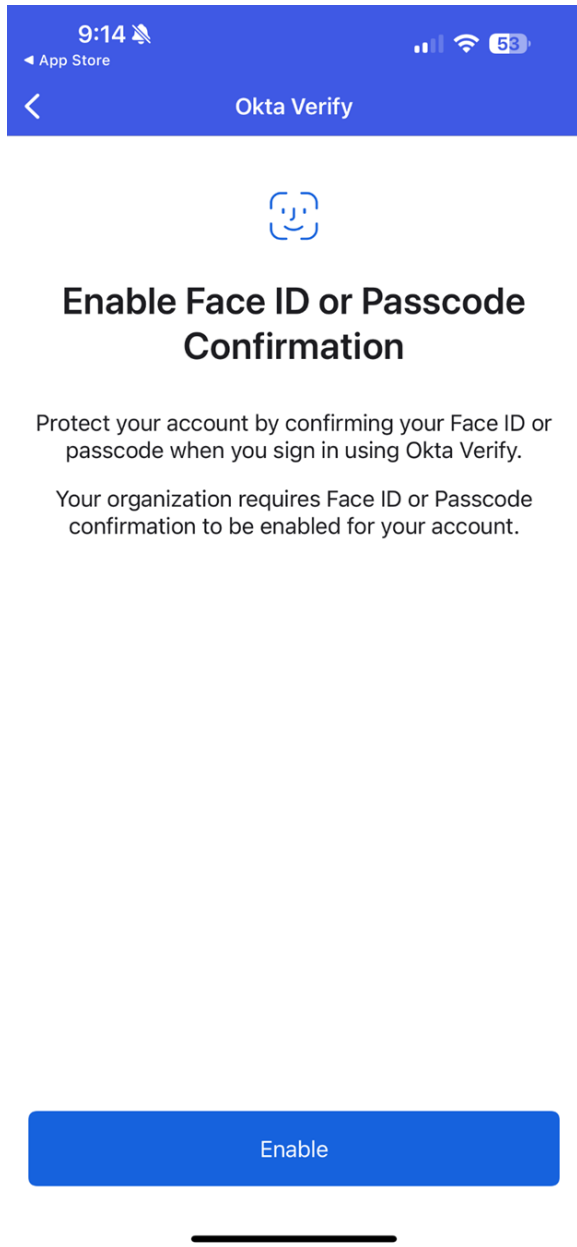 9:14
App Store
53
Okta Verify
Enable Face ID or Passcode
Confirmation
Protect your account by confirming your Face ID or
passcode when you sign in using Okta Verify.
Your organization requires Face ID or Passcode
confirmation to be enabled for your account.
Enable